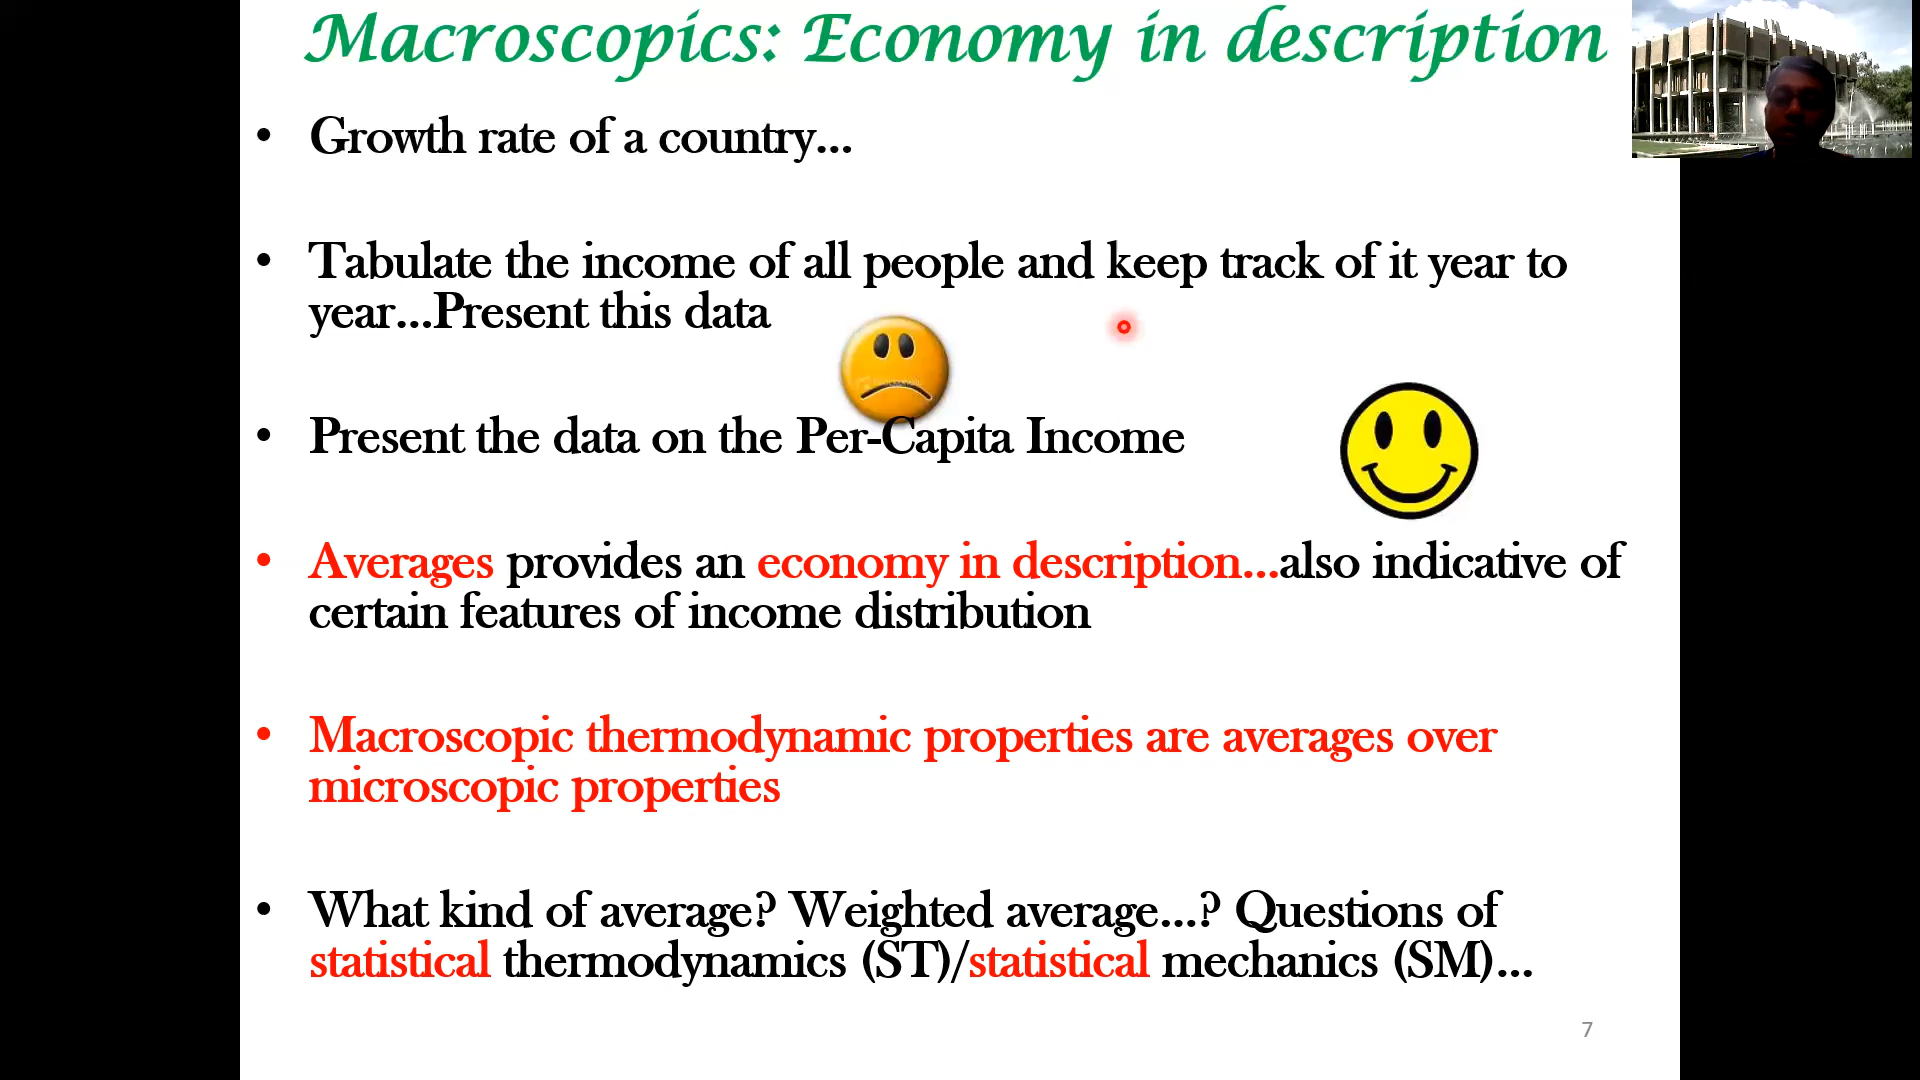 Macroscopics: Economy in description
• Growth rate of a country...
• Tabulate the income of all people and keep track of it year to
year...Present this data
• Present the data on the Per-Capita Income
• Averages provides an economy in description...also indicative of
certain features of income distribution
• Macroscopic thermodynamic properties are averages over
microscopic properties
• What kind of average? Weighted average...? Questions of
statistical thermodynamics (ST)/statistical mechanics (SM)...
7